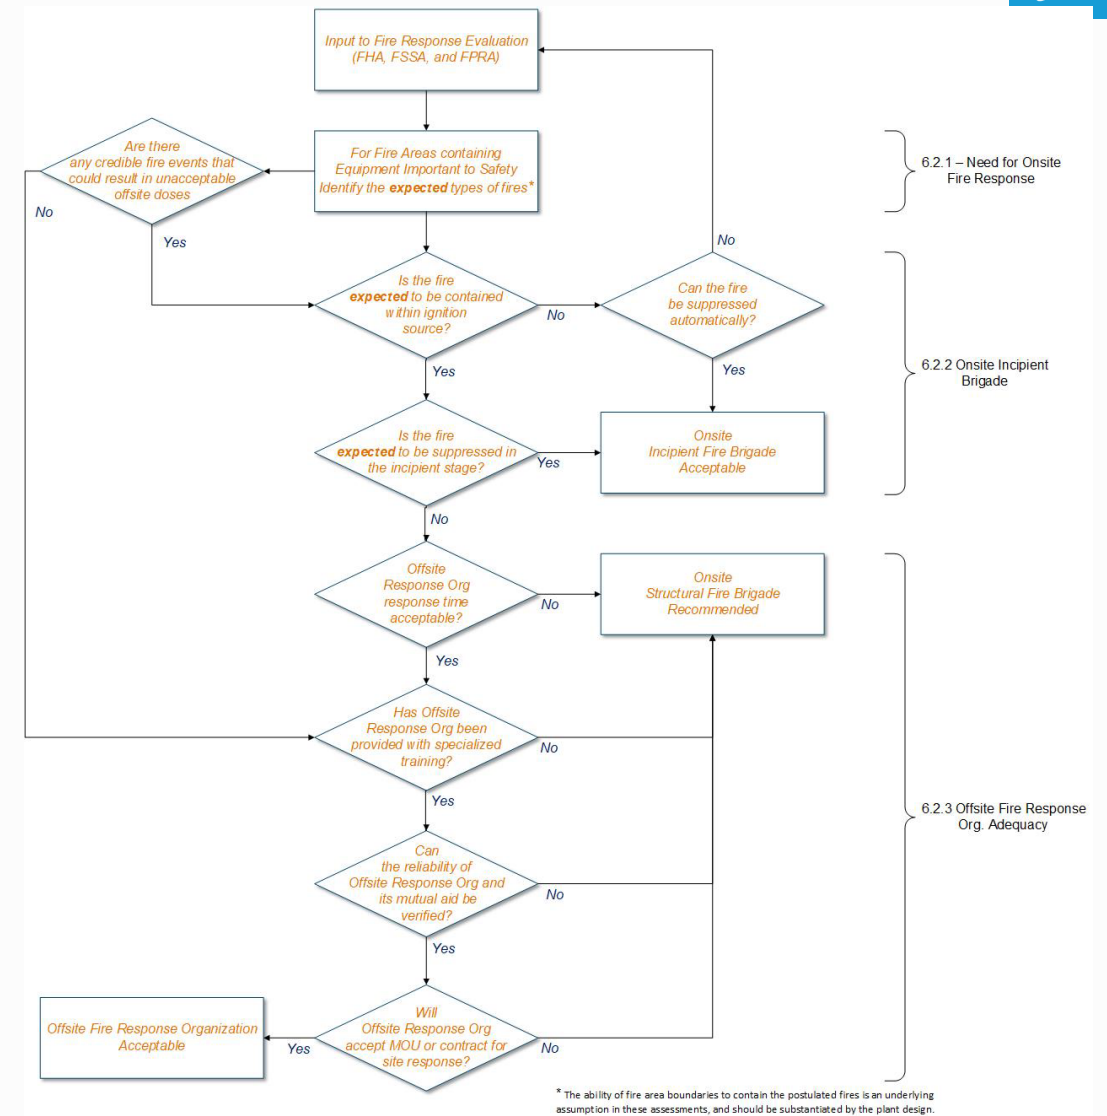 Input to Fire Response Evaluation
(FHA, FSSA, and FPRA)
Are there
any credible fire events that
could result in unacceptable
offsite doses
For Fire Areas containing
Equipment Important to Safety
Identify the expected types of fires*
6.2.1 – Need for Onsite
Fire Response
No
Yes
No
Is the fire
expected to be contained
within ignition
source?
No
Can the fire
be suppressed
automatically?
Yes
Yes
6.2.2 Onsite Incipient
Brigade
Is the fire
expected to be suppressed in
the incipient stage?
Yes
Onsite
Incipient Fire Brigade
Acceptable
No
Offsite
Response Org
response time
acceptable?
No
Onsite
Structural Fire Brigade
Recommended
Yes
Has Offsite
Response Org been
provided with specialized
training?
No
Yes
6.2.3 Offsite Fire Response
Org. Adequacy
Can
the reliability of
Offsite Response Org and
its mutual aid be
verified?
No
Yes
Will
Offsite Response Org
accept MOU or contract for
site response?
Yes
No
Offsite Fire Response Organization
Acceptable
* The ability of fire area boundaries to contain the postulated fires is an underlying
assumption in these assessments, and should be substantiated by the plant design.